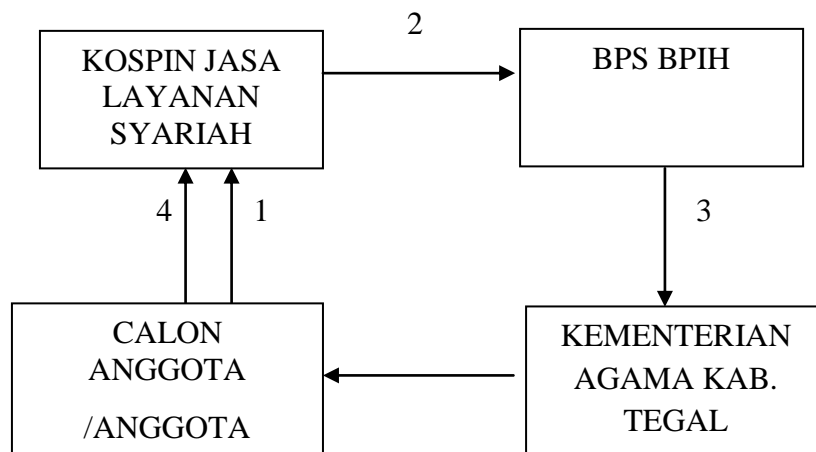 2
KOSPIN JASA
LAYANAN
SYARIAH
BPS BPIH
4
1
3
CALON
ANGGOTA
/ANGGOTA
KEMENTERIAN
AGAMA KAB.
TEGAL